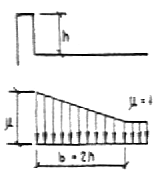 h
μ = 1
μ
b = 2h